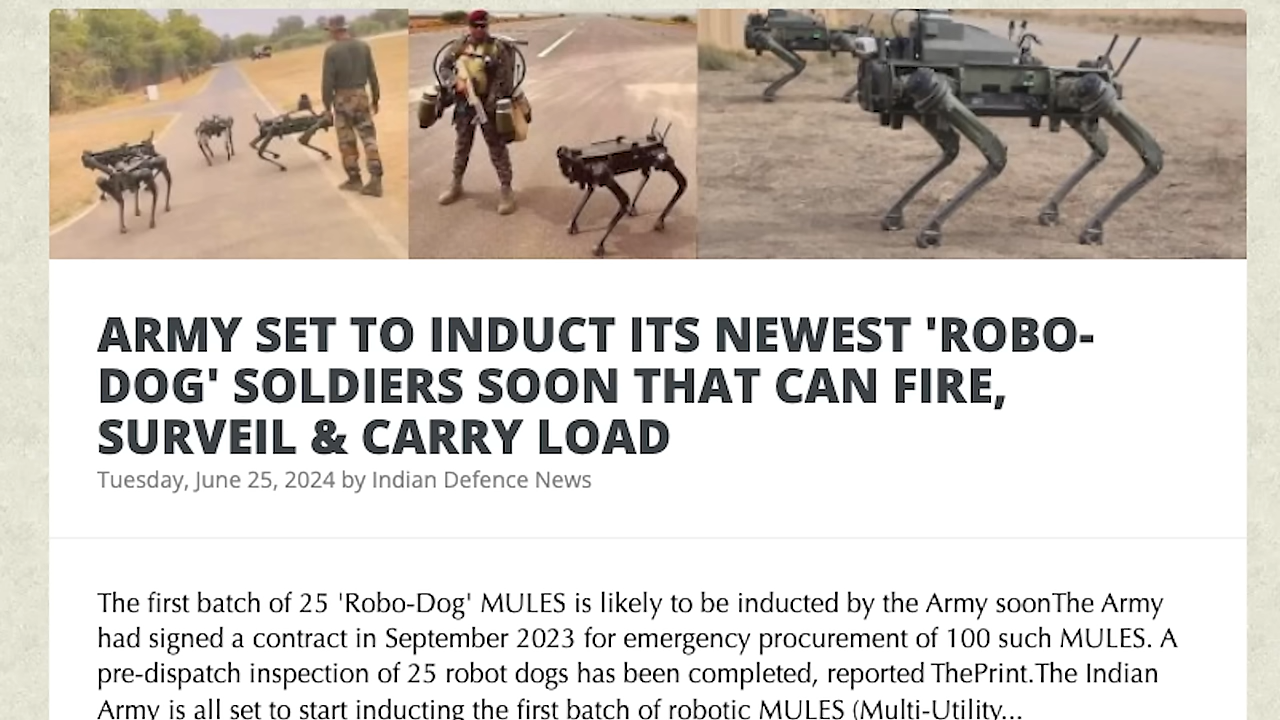 ARMY SET TO INDUCT ITS NEWEST 'ROBO-
DOG' SOLDIERS SOON THAT CAN FIRE,
SURVEIL & CARRY LOAD
Tuesday, June 25, 2024 by Indian Defence News
The first batch of 25 'Robo-Dog' MULES is likely to be inducted by the Army soonThe Army
had signed a contract in September 2023 for emergency procurement of 100 such MULES. A
pre-dispatch inspection of 25 robot dogs has been completed, reported ThePrint.The Indian
Army is all set to start inducting the first batch of robotic MULES (Multi-Utility...